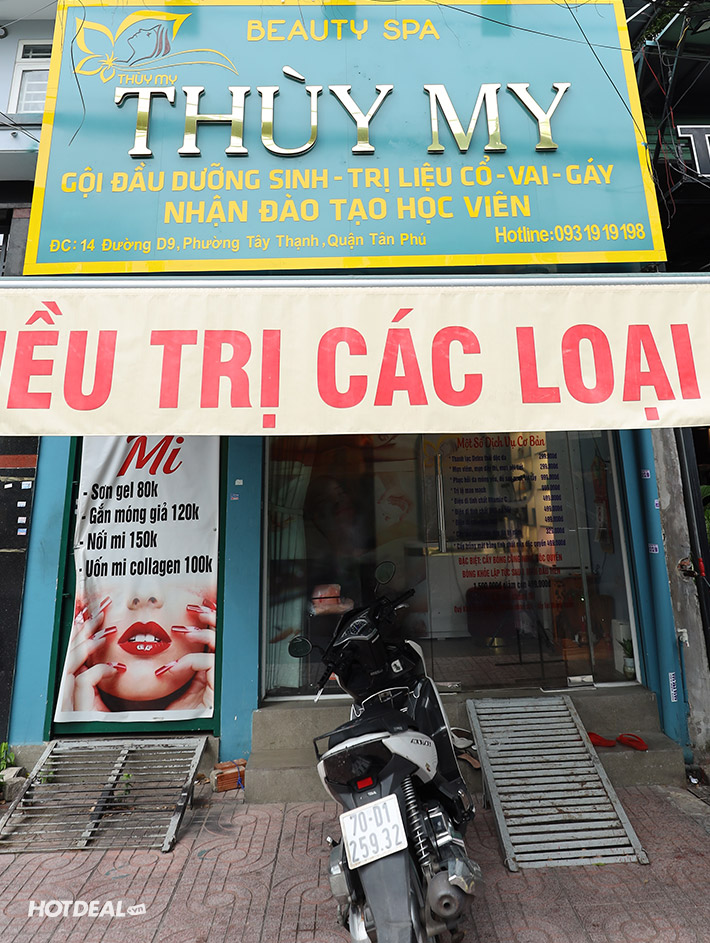 BEAUTY SPA
THÙY MY
THÙY MY
GỘI ĐẦU DƯỠNG SINH - TRỊ LIỆU CỔ - VAI - GÁY
NHẬN ĐÀO TẠO HỌC VIÊN
ĐC: 14 Đường D9, Phường Tây Thạnh, Quận Tân Phú
Hotline: 093 19 19 198
IỀU TRỊ CÁC LOẠI
Mi
- Sơn gel 80k
- Gắn móng giả 120k
- Nối mi 150k
- Uốn mi collagen 100k
Một Số Dịch Vụ Cơ Bản
70-D1
259.32
HOTDEAL.vn